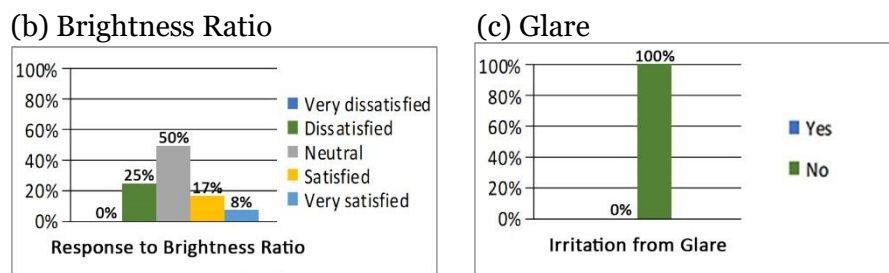 (b) Brightness Ratio
100%
80%
60%
40%
20%
0%
0%
25%
50%
17%
8%
Very dissatisfied
Dissatisfied
Neutral
Satisfied
Very satisfied
Response to Brightness Ratio
(c) Glare
100%
80%
60%
40%
20%
0%
0%
100%
Yes
No
Irritation from Glare